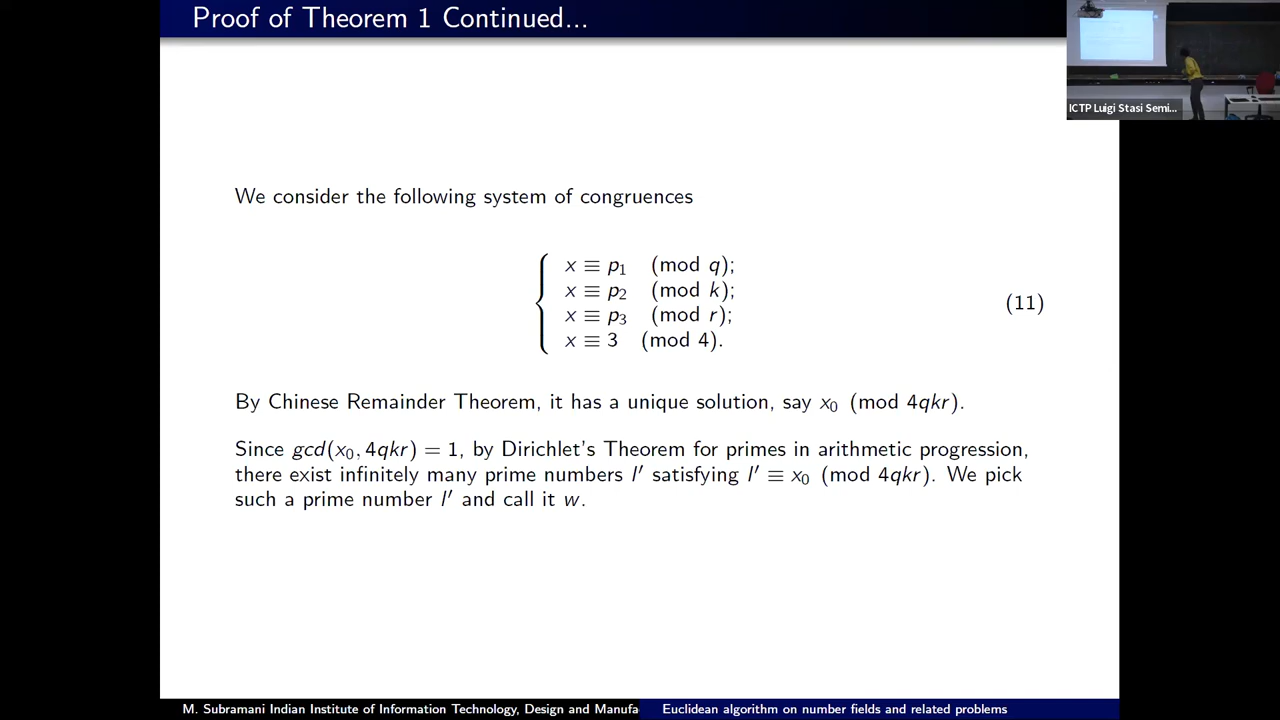 Proof of Theorem 1 Continued...
ICTP Luigi Stasi Semi...
We consider the following system of congruences
x ≡ p₁ (mod q);
x ≡ p₂ (mod k);
x ≡ p₃ (mod r);
x ≡ 3 (mod 4).
(11)
By Chinese Remainder Theorem, it has a unique solution, say x₀ (mod 4qkr).
Since gcd(x₀, 4qkr) = 1, by Dirichlet's Theorem for primes in arithmetic progression,
there exist infinitely many prime numbers l′ satisfying l′ ≡ x₀ (mod 4qkr). We pick
such a prime number l′ and call it w.
M. Subramani Indian Institute of Information Technology, Design and Manufa
Euclidean algorithm on number fields and related problems